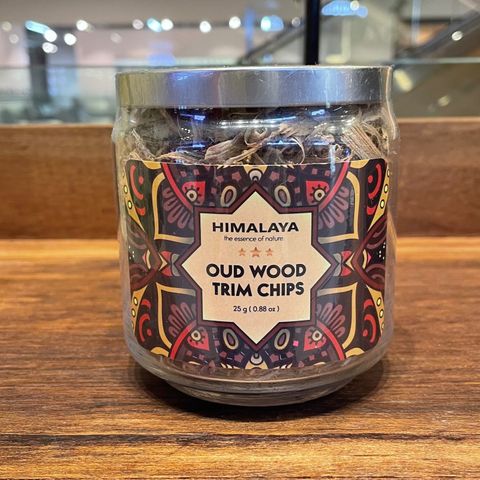 HIMALAYA
the essence of nature
OUD WOOD
TRIM CHIPS
25 g ( 0.88 oz )